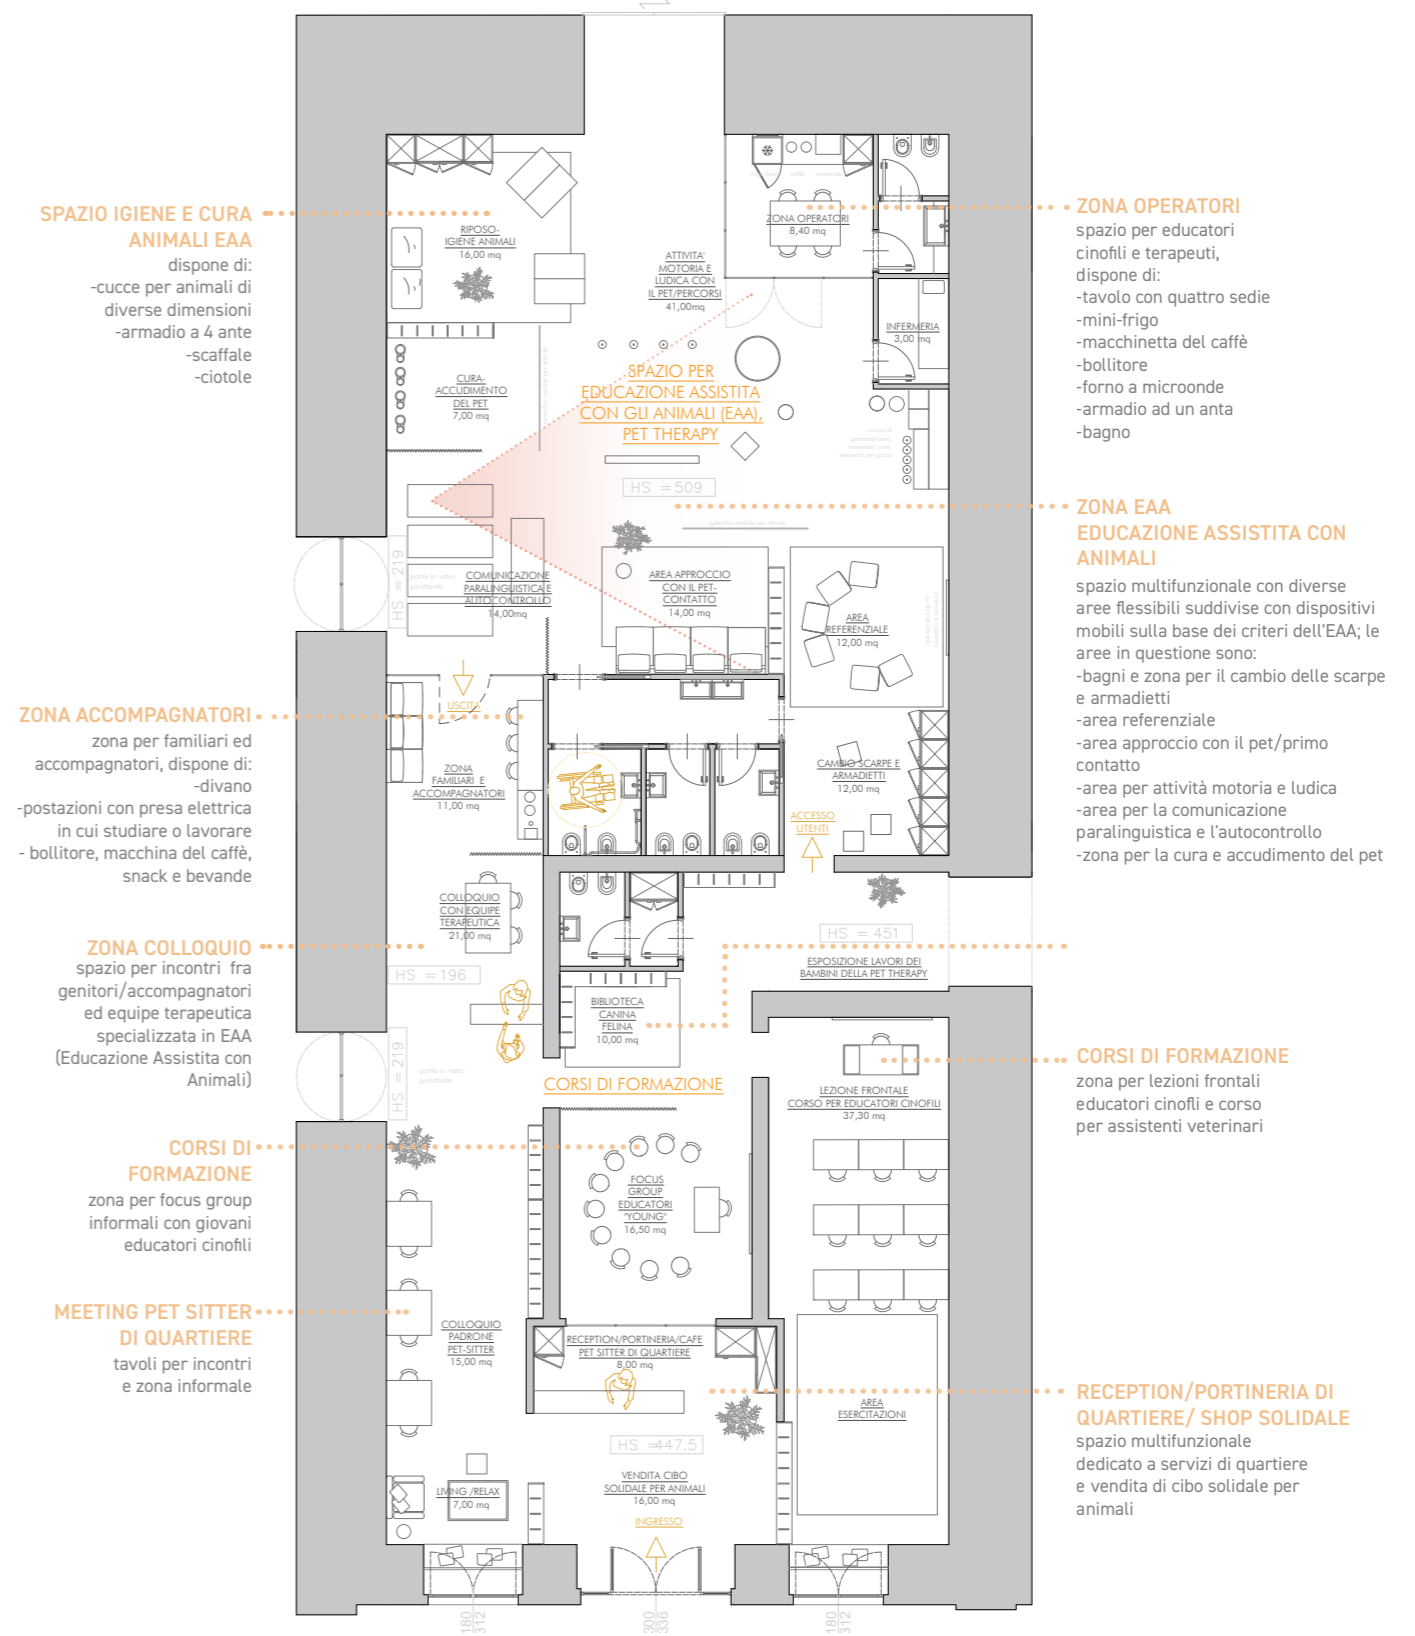 SPAZIO IGIENE E CURA
ANIMALI EAA
dispone di:
-cucce per animali di
diverse dimensioni
-armadio a 4 ante
-scaffale
-ciotole
ZONA ACCOMPAGNATORI
zona per familiari ed
accompagnatori, dispone di:
-divano
-postazioni con presa elettrica
in cui studiare o lavorare
- bollitore, macchina del caffè,
snack e bevande
ZONA COLLOQUIO
spazio per incontri fra
genitori/accompagnatori
ed equipe terapeutica
specializzata in EAA
(Educazione Assistita con
Animali)
CORSI DI
FORMAZIONE
zona per focus group
informali con giovani
educatori cinofili
MEETING PET SITTER
DI QUARTIERE
tavoli per incontri
e zona informale
RIPOSO-
IGIENE ANIMALI
16,00 mq
ATTIVITA'
MOTORIA E
LUDICA CON
IL PET/PERCORSI
41,00mq
ZONA OPERATORI
8,40 mq
INFERMERIA
3,00 mq
CURA-
ACCUDIMENTO
DEL PET
7,00 mq
SPAZIO PER
EDUCAZIONE ASSISTITA
CON GLI ANIMALI (EAA),
PET THERAPY
HS = 509
HS = 219
porta in vetro
pivottante
specchio mobile per attività
COMUNICAZIONE
PARALINGUISTICA E
AUTOCONTROLLO
14,00mq
AREA APPROCCIO
CON IL PET-
CONTATTO
14,00 mq
AREA
REFERENZIALE
12,00 mq
USCITA
ZONA
FAMILIARI E
ACCOMPAGNATORI
11,00 mq
CAMBIO SCARPE E
ARMADIETTI
12,00 mq
ACCESSO
UTENTI
COLLOQUIO
CON EQUIPE
TERAPEUTICA
21,00 mq
HS = 196
HS = 451
ESPOSIZIONE LAVORI DEI
BAMBINI DELLA PET THERAPY
BIBLIOTECA
CANINA
FELINA
10,00 mq
HS = 219
porta in vetro
pivottante
CORSI DI FORMAZIONE
LEZIONE FRONTALE
CORSO PER EDUCATORI CINOFILI
37,30 mq
FOCUS
GROUP
EDUCATORI
"YOUNG"
16,50 mq
COLLOQUIO
PADRONE
PET-SITTER
15,00 mq
RECEPTION/PORTINERIA/CAFE
PET SITTER DI QUARTIERE
8,00 mq
AREA
ESERCITAZIONI
HS =447.5
VENDITA CIBO
SOLIDALE PER ANIMALI
16,00 mq
LIVING /RELAX
7,00 mq
INGRESSO
180
312
300
336
180
312
ZONA OPERATORI
spazio per educatori
cinofili e terapeuti,
dispone di:
-tavolo con quattro sedie
-mini-frigo
-macchinetta del caffè
-bollitore
-forno a microonde
-armadio ad un anta
-bagno
ZONA EAA
EDUCAZIONE ASSISTITA CON
ANIMALI
spazio multifunzionale con diverse
aree flessibili suddivise con dispositivi
mobili sulla base dei criteri dell'EAA; le
aree in questione sono:
-bagni e zona per il cambio delle scarpe
e armadietti
-area referenziale
-area approccio con il pet/primo
contatto
-area per attività motoria e ludica
-area per la comunicazione
paralinguistica e l'autocontrollo
-zona per la cura e accudimento del pet
CORSI DI FORMAZIONE
zona per lezioni frontali
educatori cinofli e corso
per assistenti veterinari
RECEPTION/PORTINERIA DI
QUARTIERE/ SHOP SOLIDALE
spazio multifunzionale
dedicato a servizi di quartiere
e vendita di cibo solidale per
animali